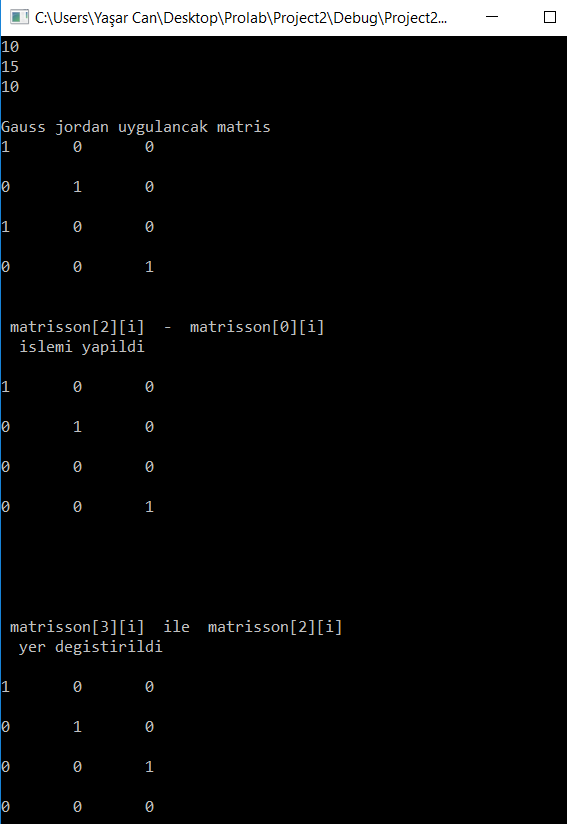 C:\Users\Yaşar Can\Desktop\Prolab\Project2\Debug\Project2...
10
15
10
Gauss jordan uygulancak matris
1 0 0
0 1 0
1 0 0
0 0 1
matrisson[2][i] - matrisson[0][i]
islemi yapildi
1 0 0
0 1 0
0 0 0
0 0 1
matrisson[3][i] ile matrisson[2][i]
yer degistirildi
1 0 0
0 1 0
0 0 1
0 0 0